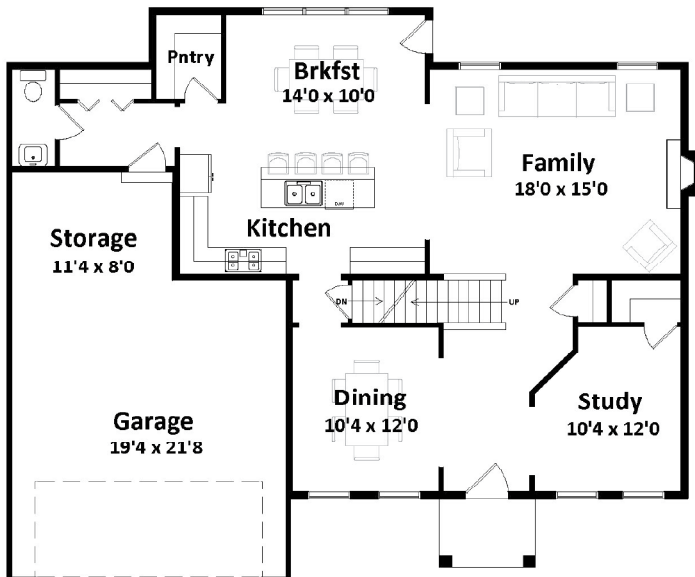 Pntry
Brkfst
14'0 x 10'0
Family
18'0 x 15'0
D/W
Kitchen
Storage
11'4 x 8'0
DN
UP
Dining
10'4 x 12'0
Study
10'4 x 12'0
Garage
19'4 x 21'8